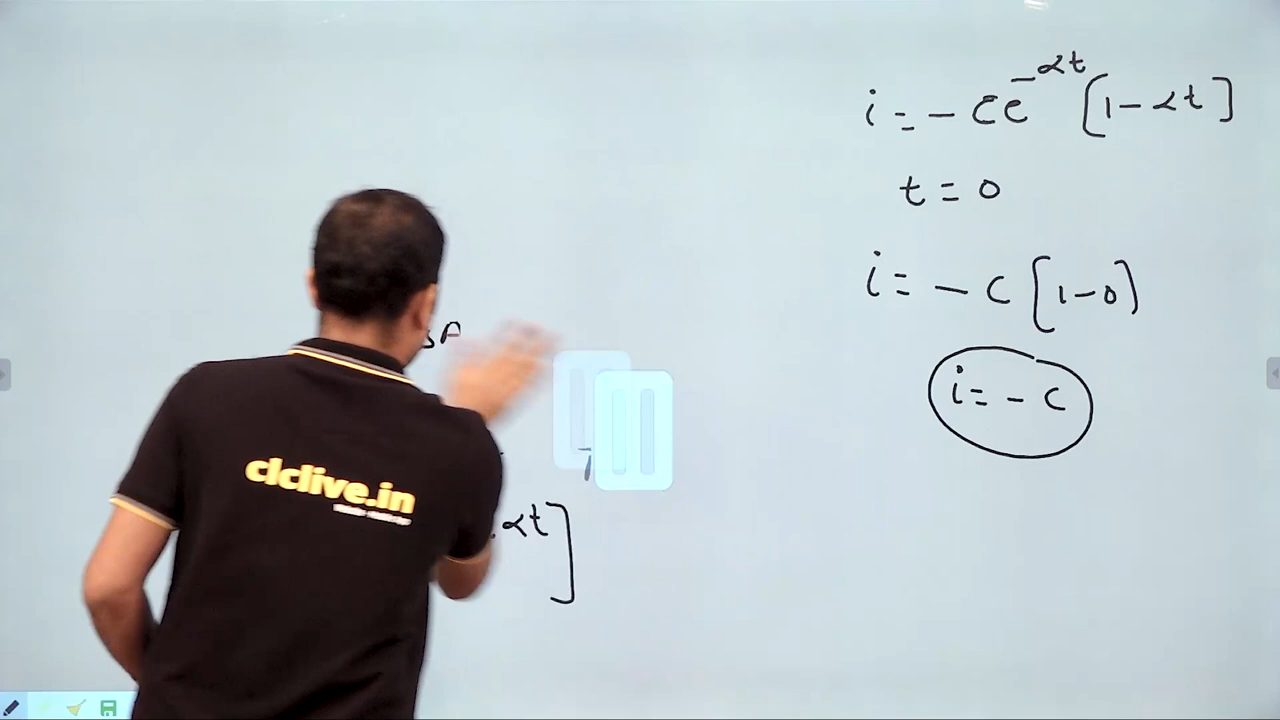 i = - Ce^{-αt} [1 - αt]
t = 0
i = - C [1-0]
i = - C
clclive.in
αt]